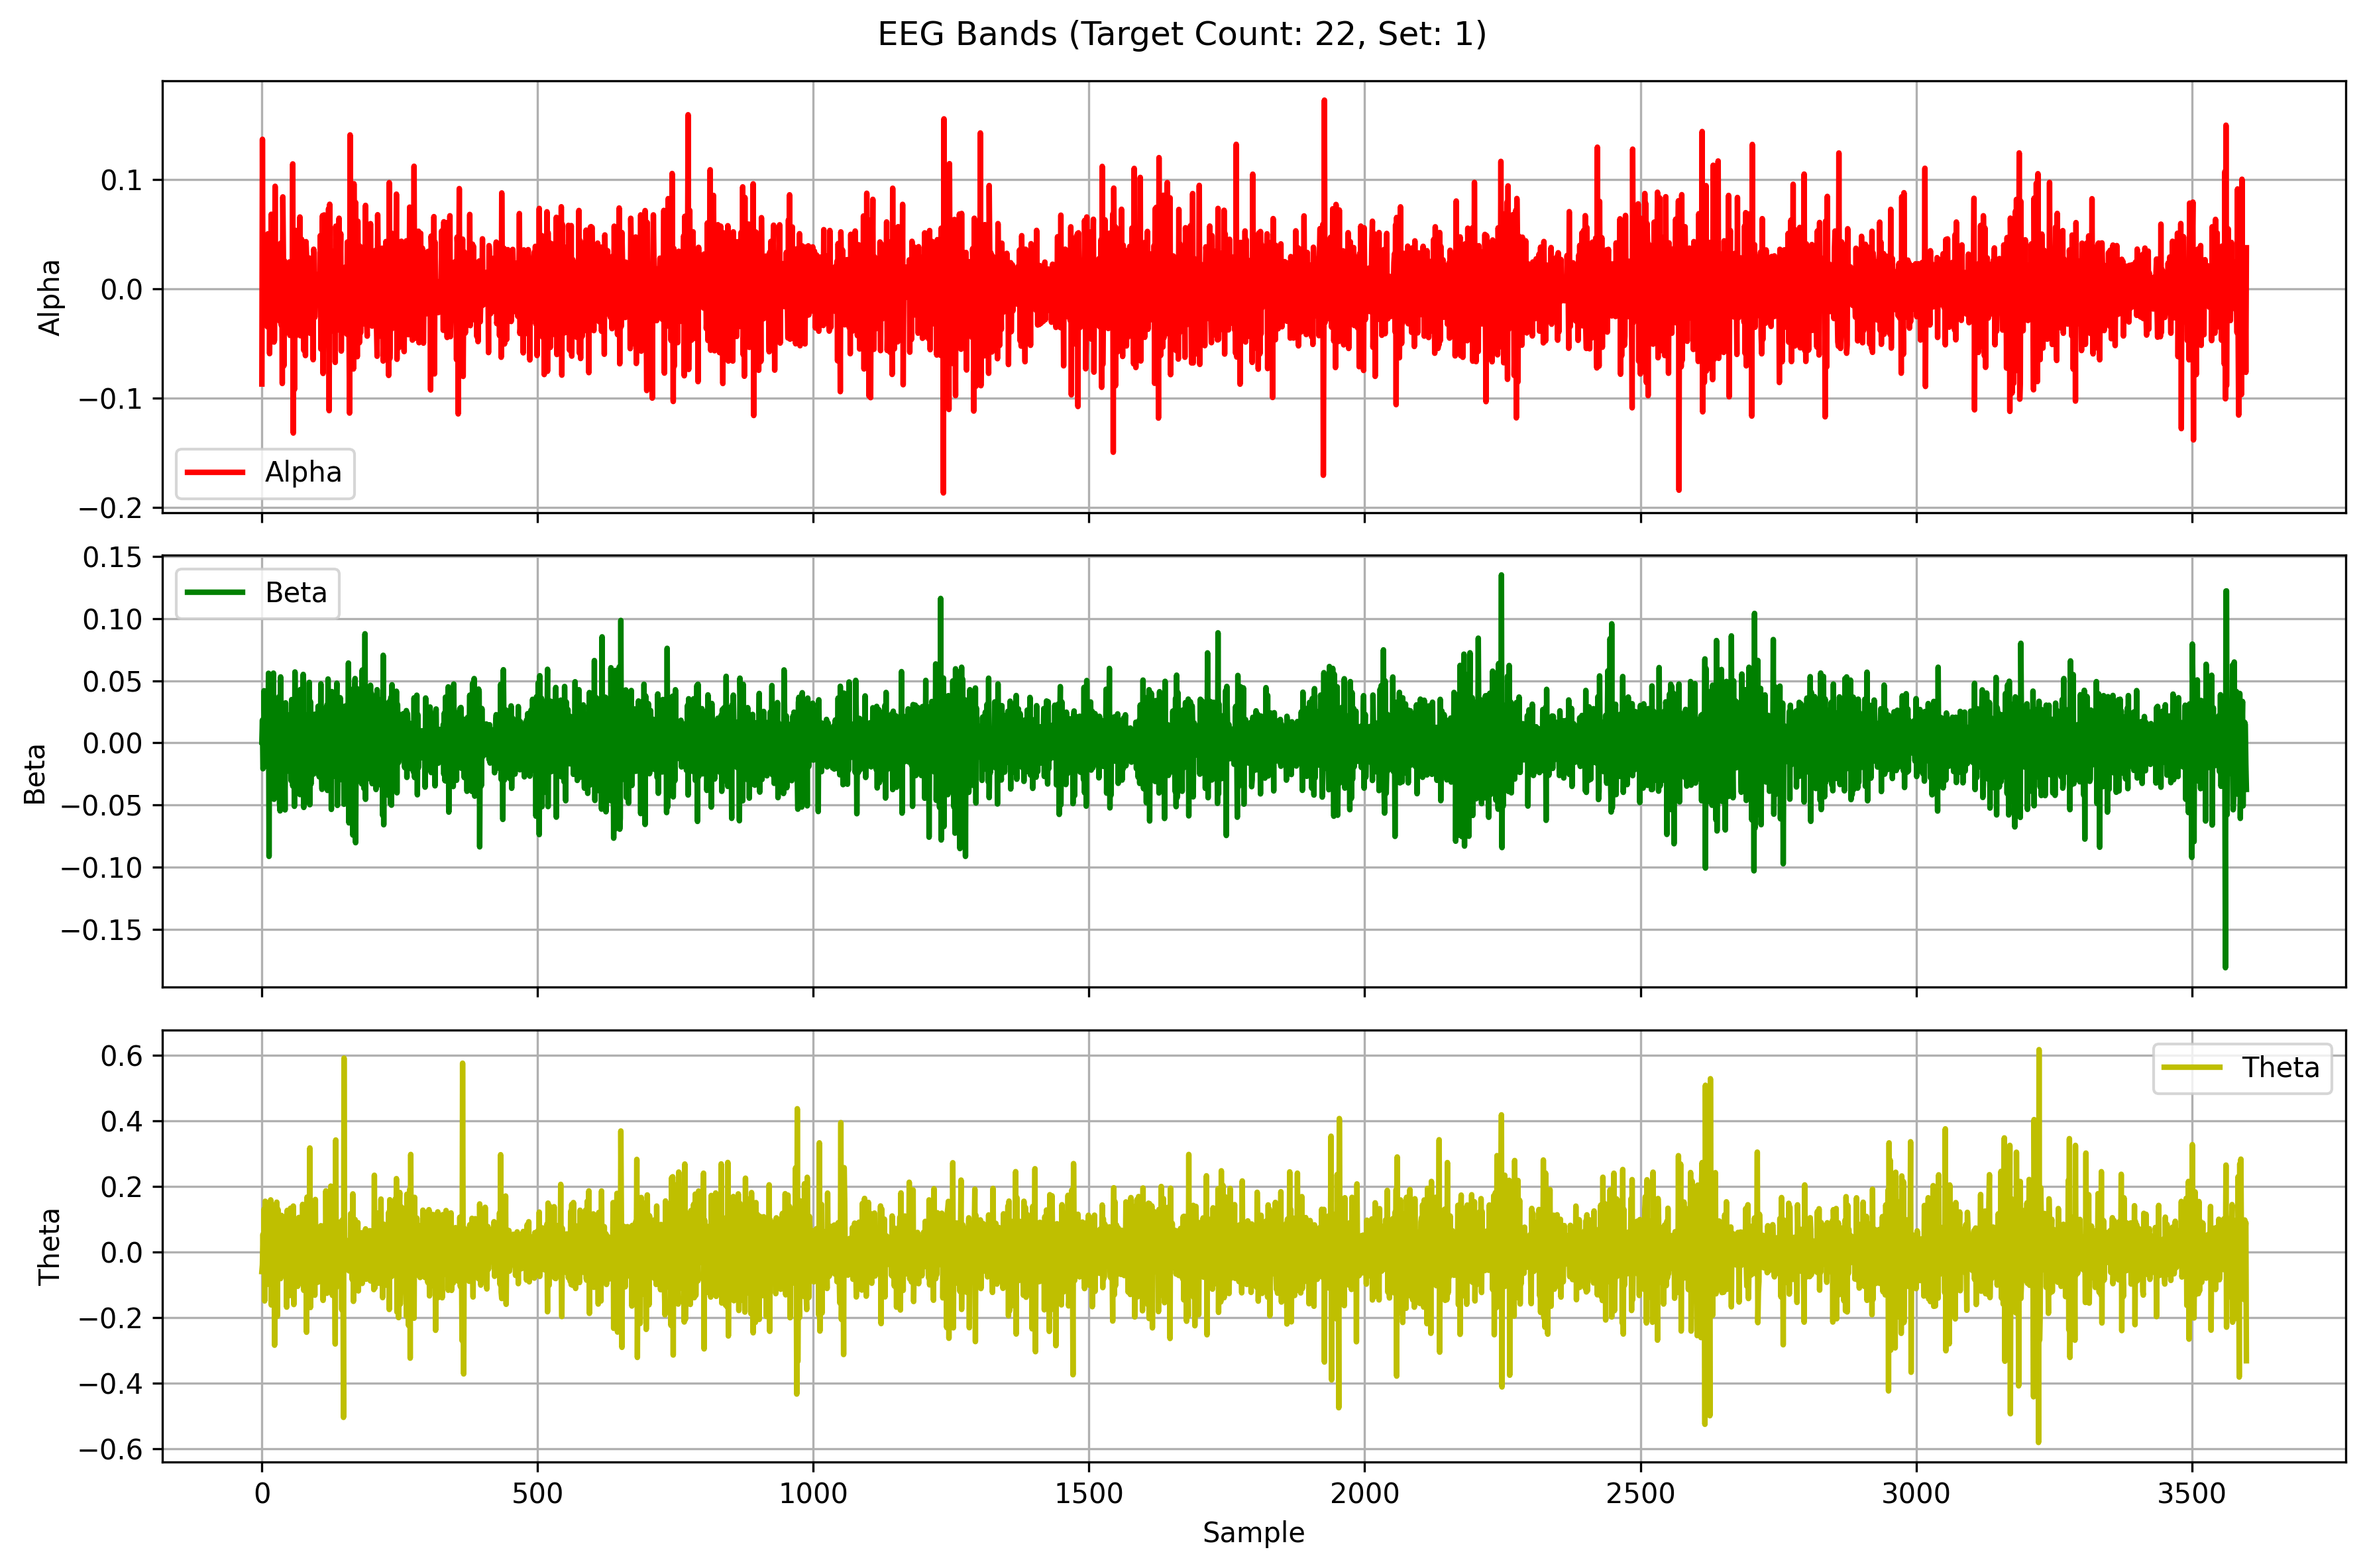 EEG Bands (Target Count: 22, Set: 1)
0.1
0.0
−0.1
−0.2
Alpha
Alpha
0.15
0.10
0.05
0.00
−0.05
−0.10
−0.15
Beta
Beta
0.6
0.4
0.2
0.0
−0.2
−0.4
−0.6
Theta
Theta
0 500 1000 1500 2000 2500 3000 3500
Sample